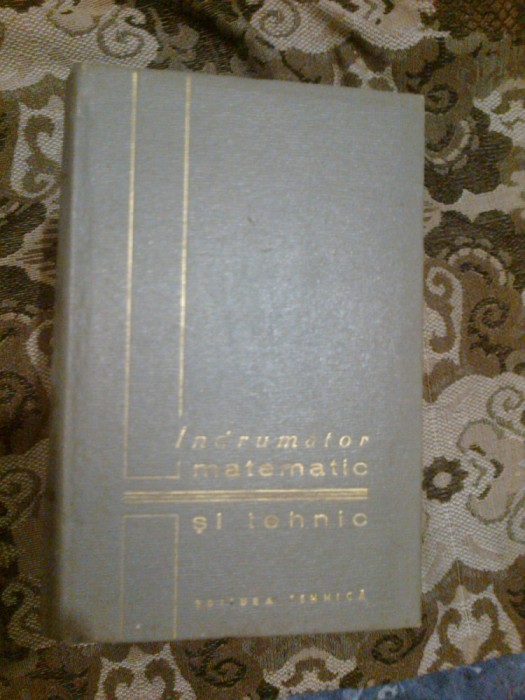 Îndrumător
matematic
și tehnic
EDITURA TEHNICĂ